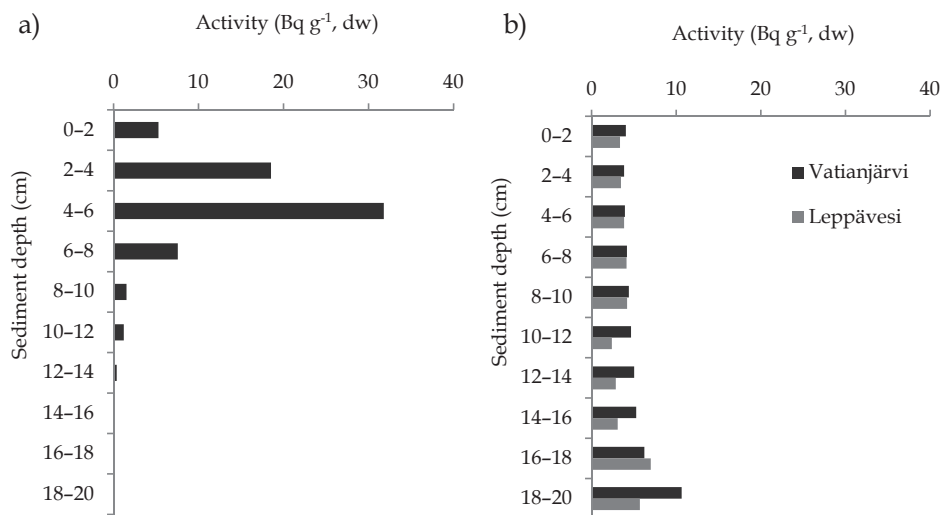 a)
Activity (Bq g⁻¹, dw)
0 10 20 30 40
Sediment depth (cm)
0–2
2–4
4–6
6–8
8–10
10–12
12–14
14–16
16–18
18–20
b)
Activity (Bq g⁻¹, dw)
0 10 20 30 40
Sediment depth (cm)
0–2
2–4
4–6
6–8
8–10
10–12
12–14
14–16
16–18
18–20
Vatianjärvi
Leppävesi